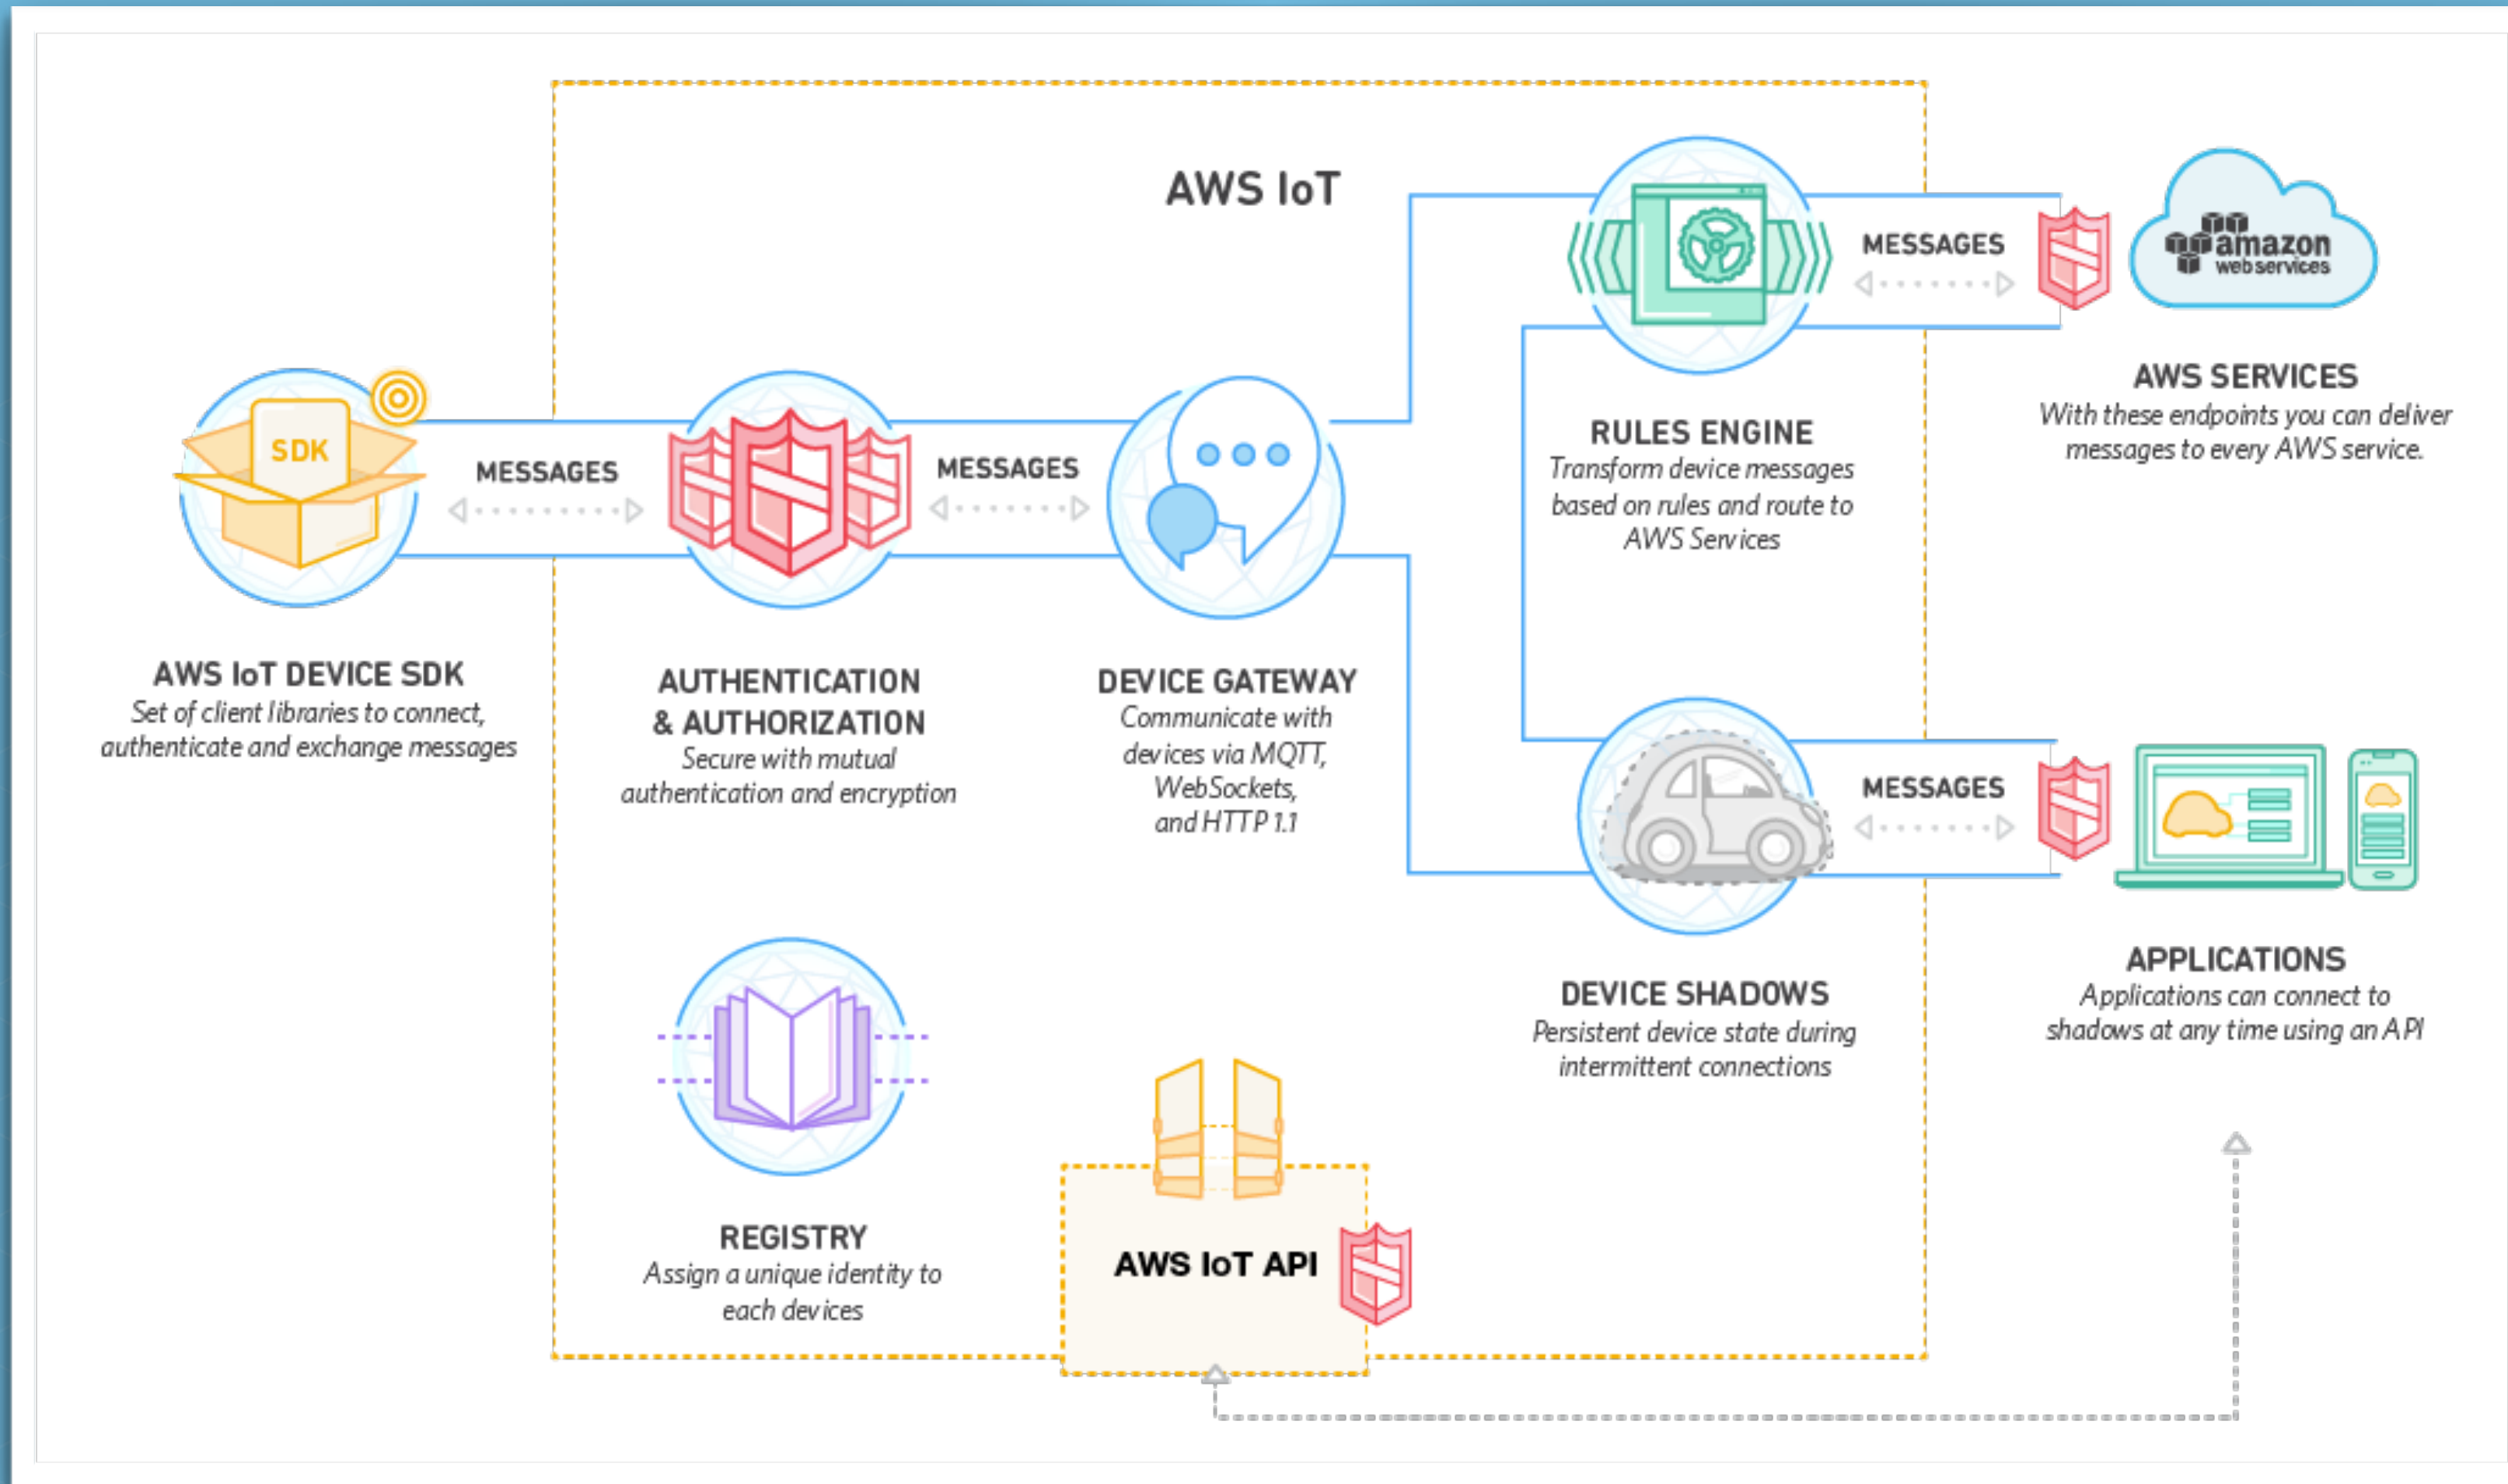 AWS IoT
SDK
MESSAGES
MESSAGES
MESSAGES
amazon
web services
AWS SERVICES
With these endpoints you can deliver
messages to every AWS service.
RULES ENGINE
Transform device messages
based on rules and route to
AWS Services
AWS IoT DEVICE SDK
Set of client libraries to connect,
authenticate and exchange messages
AUTHENTICATION
& AUTHORIZATION
Secure with mutual
authentication and encryption
DEVICE GATEWAY
Communicate with
devices via MQTT,
WebSockets,
and HTTP 1.1
MESSAGES
DEVICE SHADOWS
Persistent device state during
intermittent connections
APPLICATIONS
Applications can connect to
shadows at any time using an API
REGISTRY
Assign a unique identity to
each devices
AWS IoT API